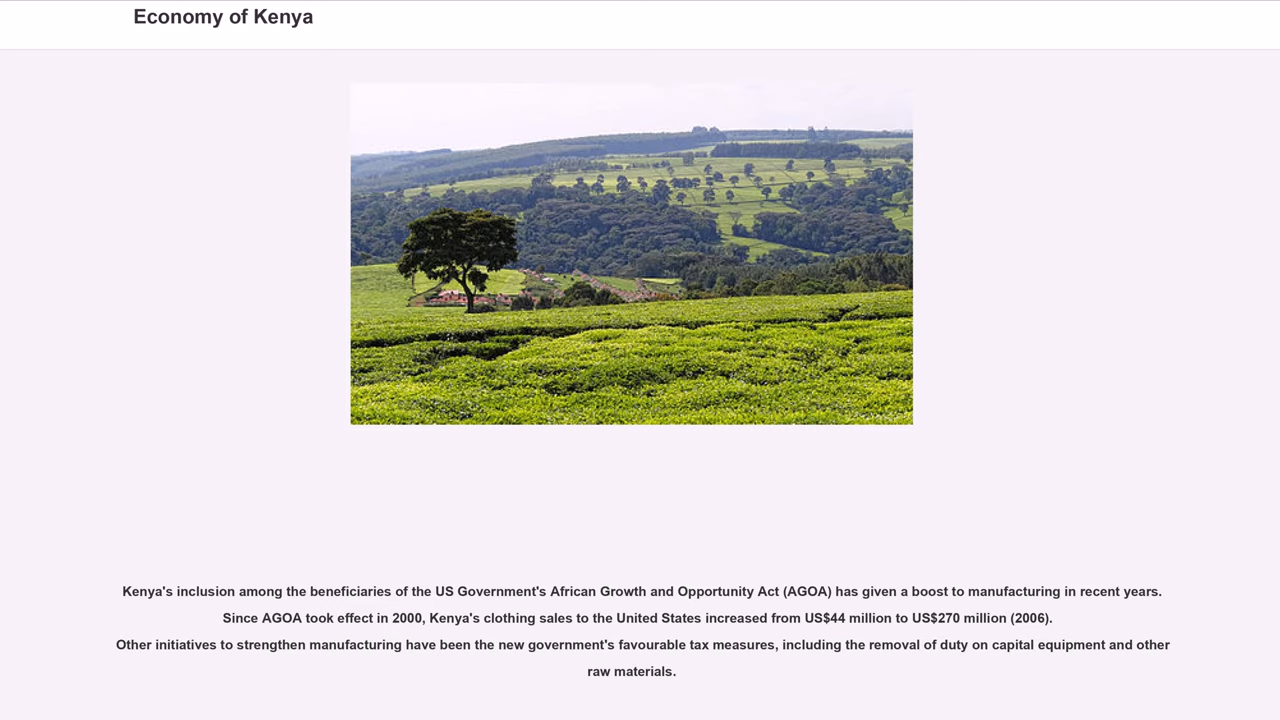 Economy of Kenya
Kenya's inclusion among the beneficiaries of the US Government's African Growth and Opportunity Act (AGOA) has given a boost to manufacturing in recent years.
Since AGOA took effect in 2000, Kenya's clothing sales to the United States increased from US$44 million to US$270 million (2006).
Other initiatives to strengthen manufacturing have been the new government's favourable tax measures, including the removal of duty on capital equipment and other
raw materials.